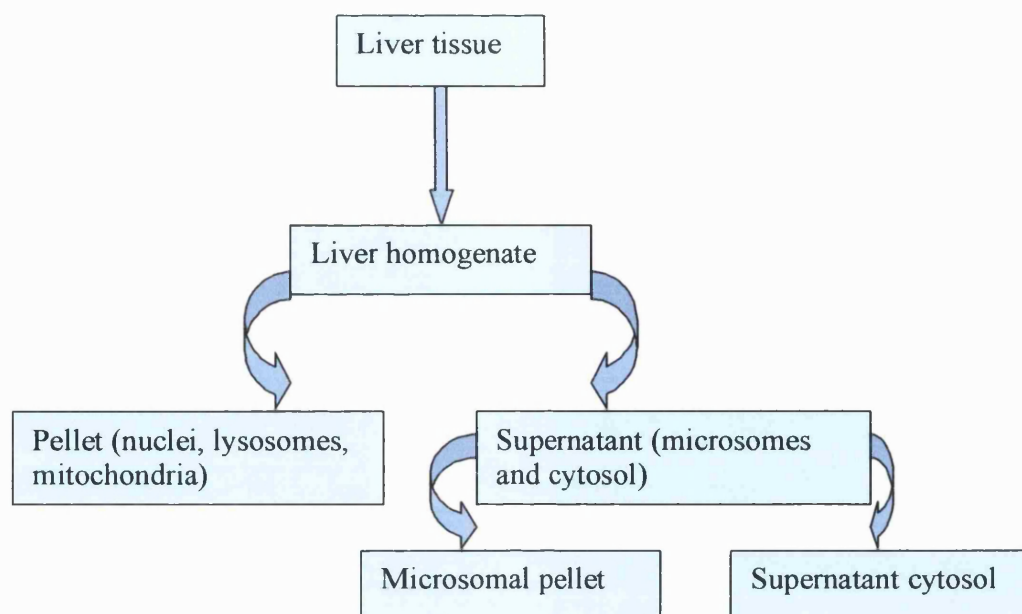 Liver tissue
Liver homogenate
Pellet (nuclei, lysosomes,
mitochondria)
Supernatant (microsomes
and cytosol)
Microsomal pellet
Supernatant cytosol